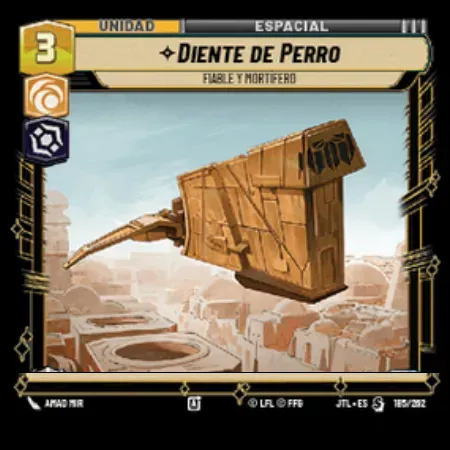 UNIDAD
ESPACIAL
3
DIENTE DE PERRO
FIABLE Y MORTÍFERO
AMAD MIR
© LFL © FFG
JTL • ES
185/262